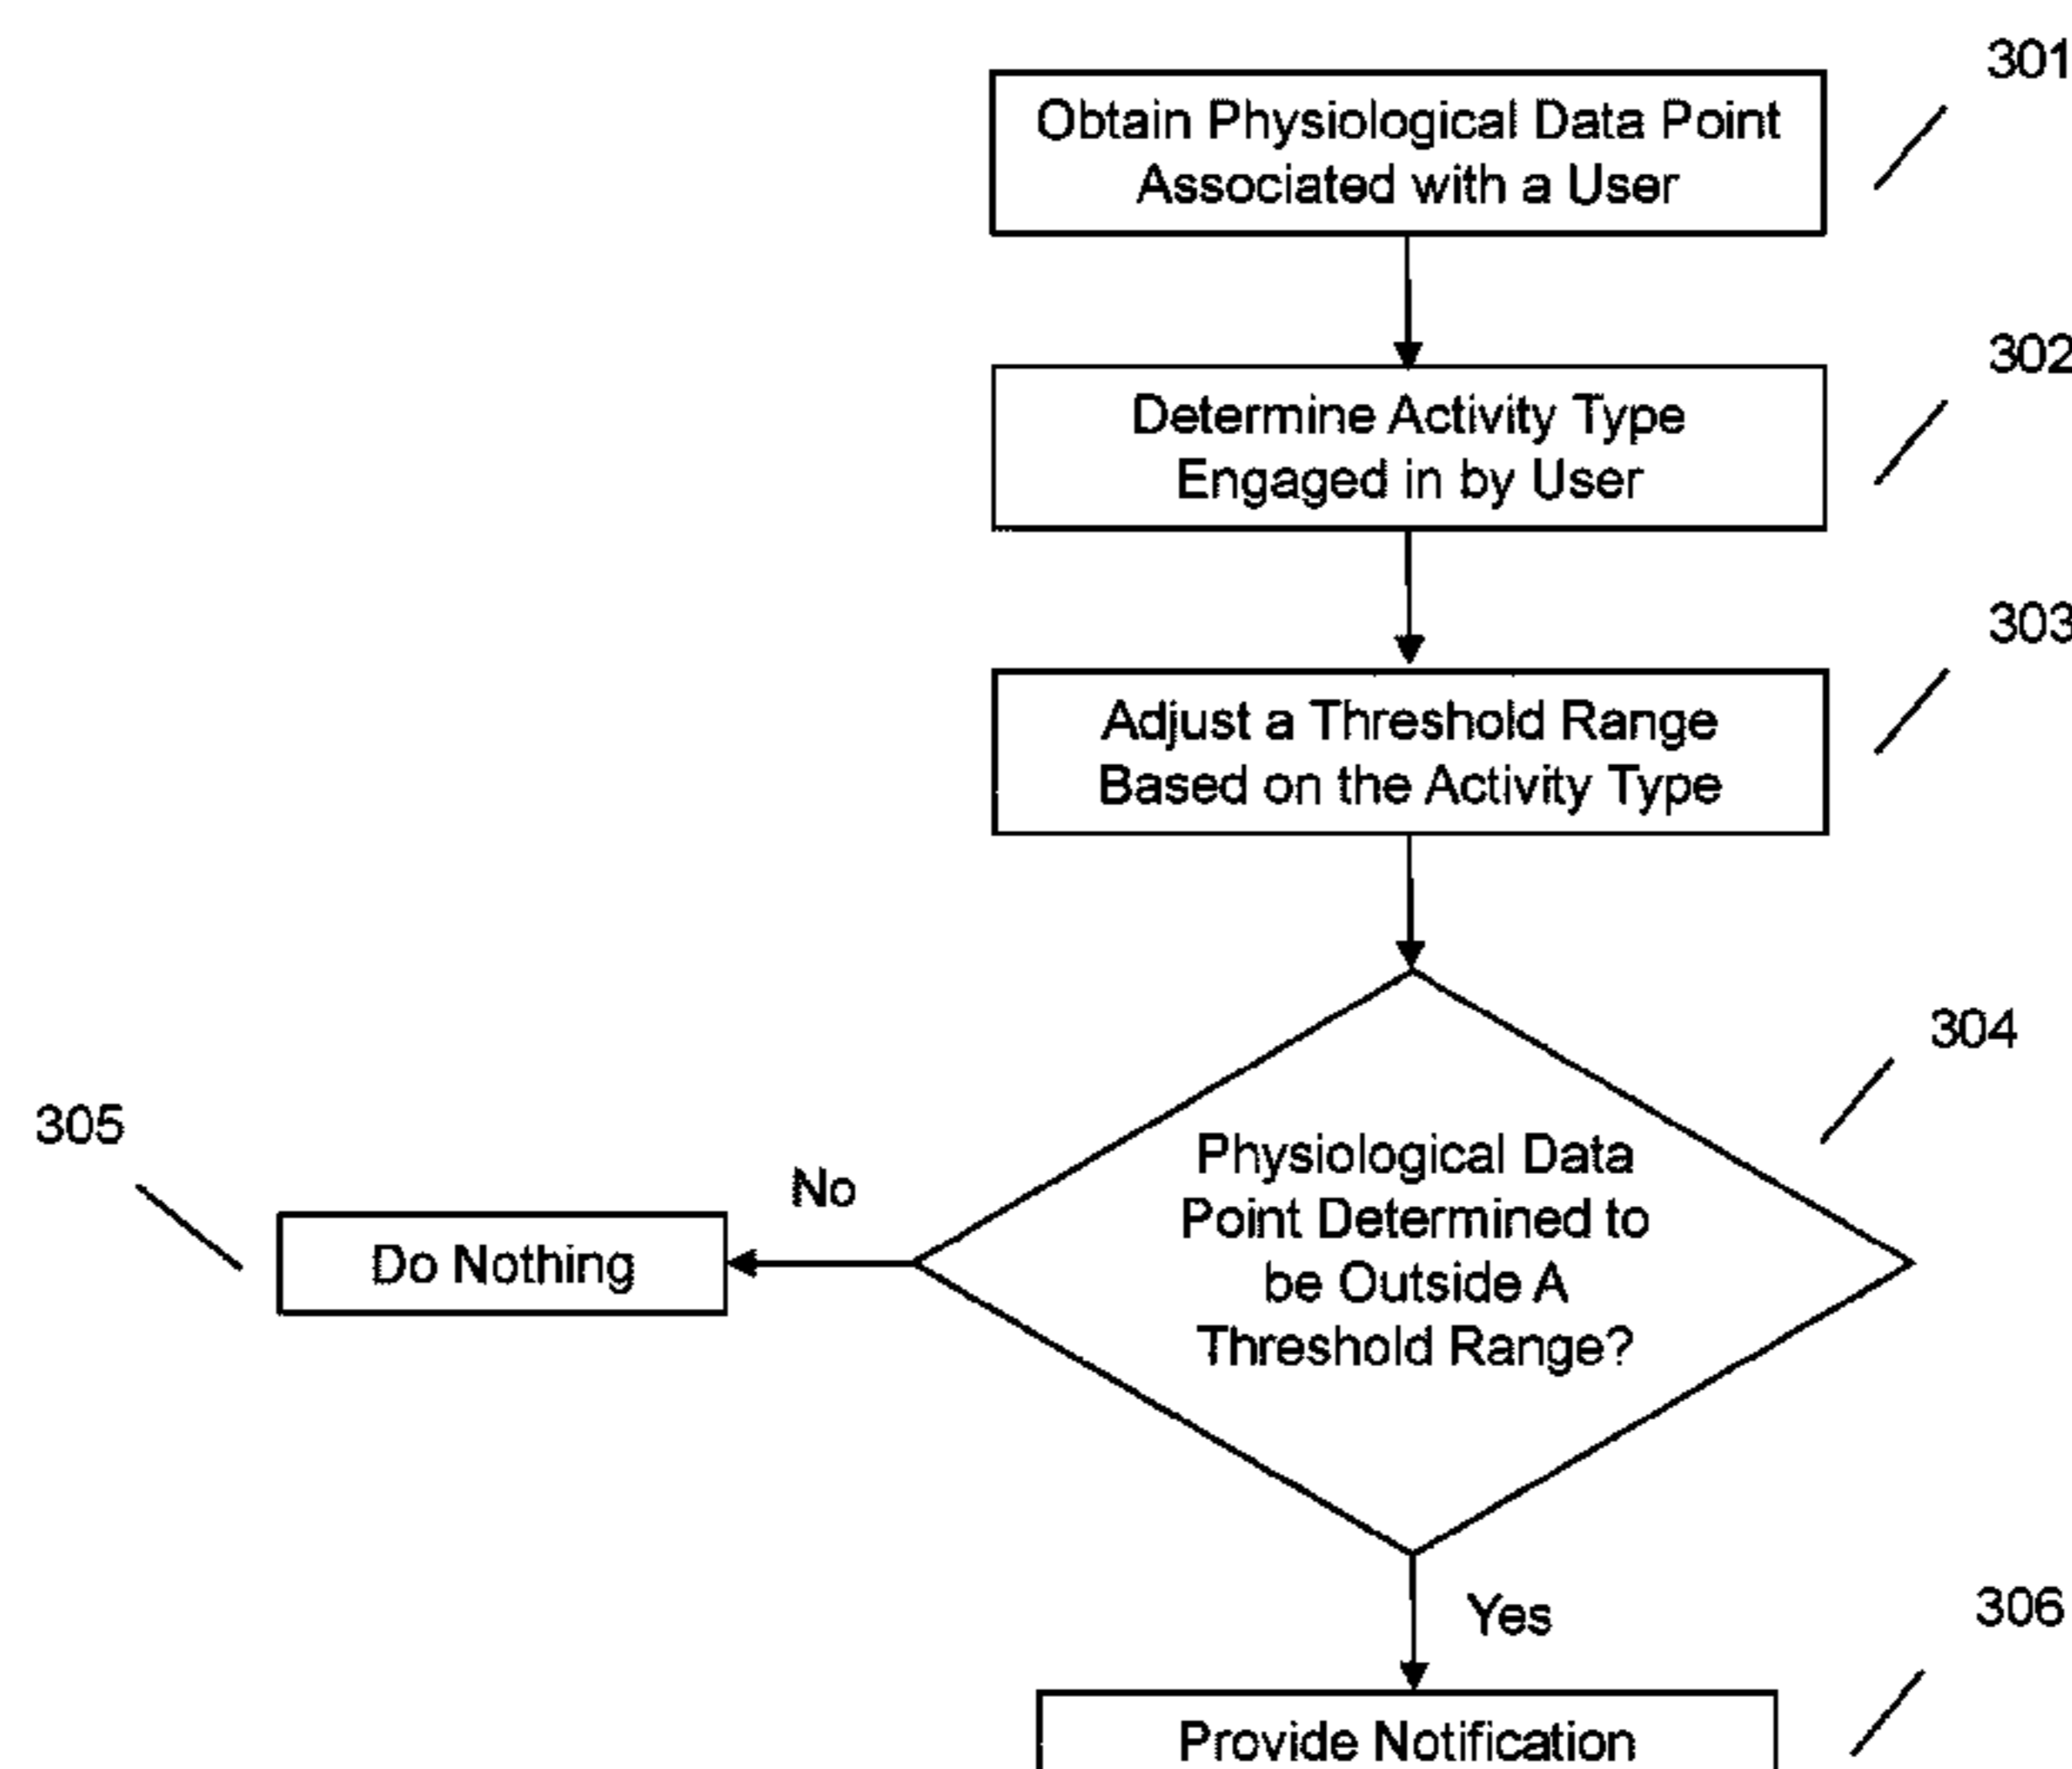 301
Obtain Physiological Data Point
Associated with a User
302
Determine Activity Type
Engaged in by User
303
Adjust a Threshold Range
Based on the Activity Type
304
Physiological Data
Point Determined to
be Outside A
Threshold Range?
305
No
Do Nothing
Yes
306
Provide Notification